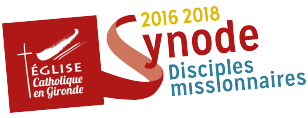 2016 2018
Synode
Disciples
missionnaires
ÉGLISE
Catholique
en Gironde